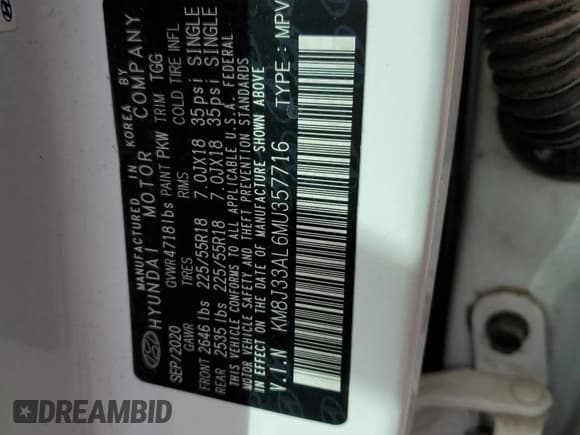 MANUFACTURED IN KOREA BY
HYUNDAI MOTOR COMPANY
SEP/2020 GVWR 4718 lbs PAINT PKW TRIM TGG
GAWR TIRES RIMS COLD TIRE INFL
FRONT 2646 lbs 225/55R18 7.0JX18 35psi SINGLE
REAR 2535 lbs 225/55R18 7.0JX18 35psi SINGLE
THIS VEHICLE CONFORMS TO ALL APPLICABLE U.S.A. FEDERAL
MOTOR VEHICLE SAFETY AND THEFT PREVENTION STANDARDS
IN EFFECT ON THE DATE OF MANUFACTURE SHOWN ABOVE
V.I.N KM8J33AL6MU357716 TYPE : MPV
DREAMBID